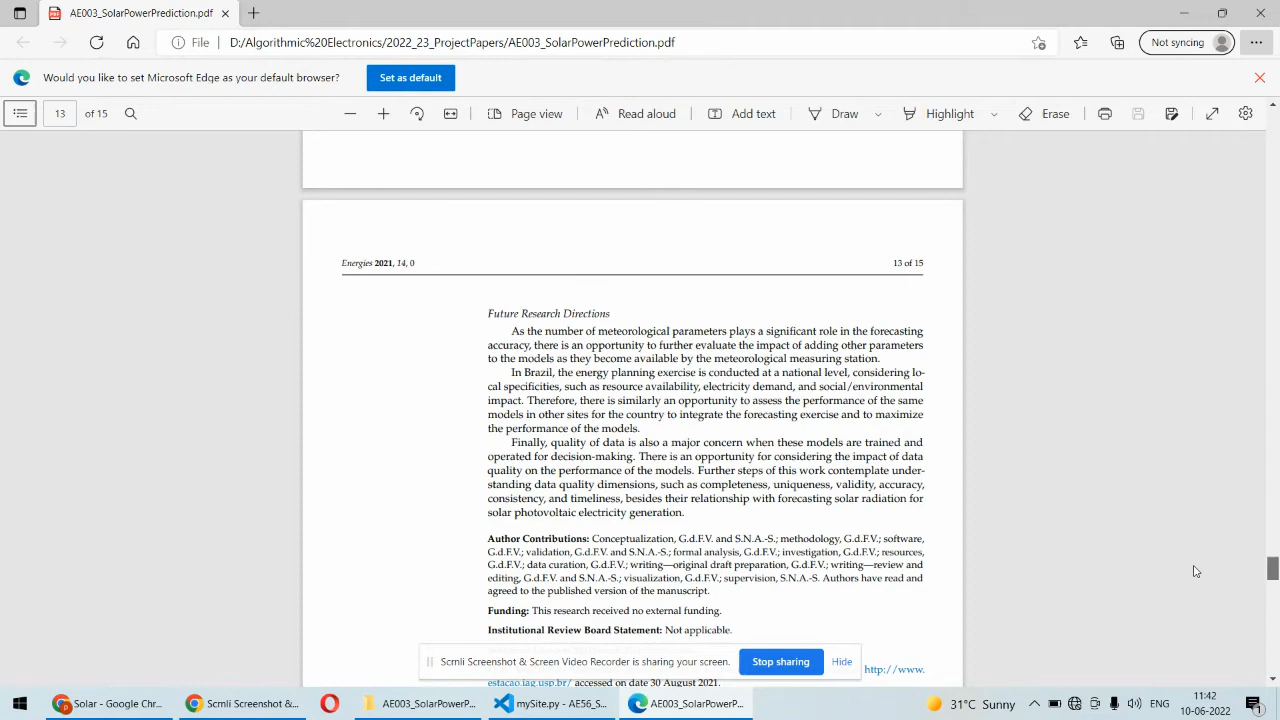 AE003_SolarPowerPrediction.pdf
File
D:/Algorithmic%20Electronics/2022_23_ProjectPapers/AE003_SolarPowerPrediction.pdf
Not syncing
Would you like to set Microsoft Edge as your default browser?
Set as default
13 of 15
Page view
Read aloud
Add text
Draw
Highlight
Erase
Energies 2021, 14, 0
13 of 15
Future Research Directions
As the number of meteorological parameters plays a significant role in the forecasting
accuracy, there is an opportunity to further evaluate the impact of adding other parameters
to the models as they become available by the meteorological measuring station.
In Brazil, the energy planning exercise is conducted at a national level, considering lo-
cal specificities, such as resource availability, electricity demand, and social/environmental
impact. Therefore, there is similarly an opportunity to assess the performance of the same
models in other sites for the country to integrate the forecasting exercise and to maximize
the performance of the models.
Finally, quality of data is also a major concern when these models are trained and
operated for decision-making. There is an opportunity for considering the impact of data
quality on the performance of the models. Further steps of this work contemplate under-
standing data quality dimensions, such as completeness, uniqueness, validity, accuracy,
consistency, and timeliness, besides their relationship with forecasting solar radiation for
solar photovoltaic electricity generation.
Author Contributions: Conceptualization, G.d.F.V. and S.N.A.-S.; methodology, G.d.F.V.; software,
G.d.F.V.; validation, G.d.F.V. and S.N.A.-S.; formal analysis, G.d.F.V.; investigation, G.d.F.V.; resources,
G.d.F.V.; data curation, G.d.F.V.; writing—original draft preparation, G.d.F.V.; writing—review and
editing, G.d.F.V. and S.N.A.-S.; visualization, G.d.F.V.; supervision, S.N.A.-S. Authors have read and
agreed to the published version of the manuscript.
Funding: This research received no external funding.
Institutional Review Board Statement: Not applicable.
Scrnli Screenshot & Screen Video Recorder is sharing your screen.
Stop sharing
Hide
http://www.
estacao.iag.usp.br/ accessed on date 30 August 2021.
Solar - Google Chr...
Scrnli Screenshot &...
AE003_SolarPowerP...
mySite.py - AE56_S...
AE003_SolarPowerP...
31°C Sunny
ENG
11:42
10-06-2022
1